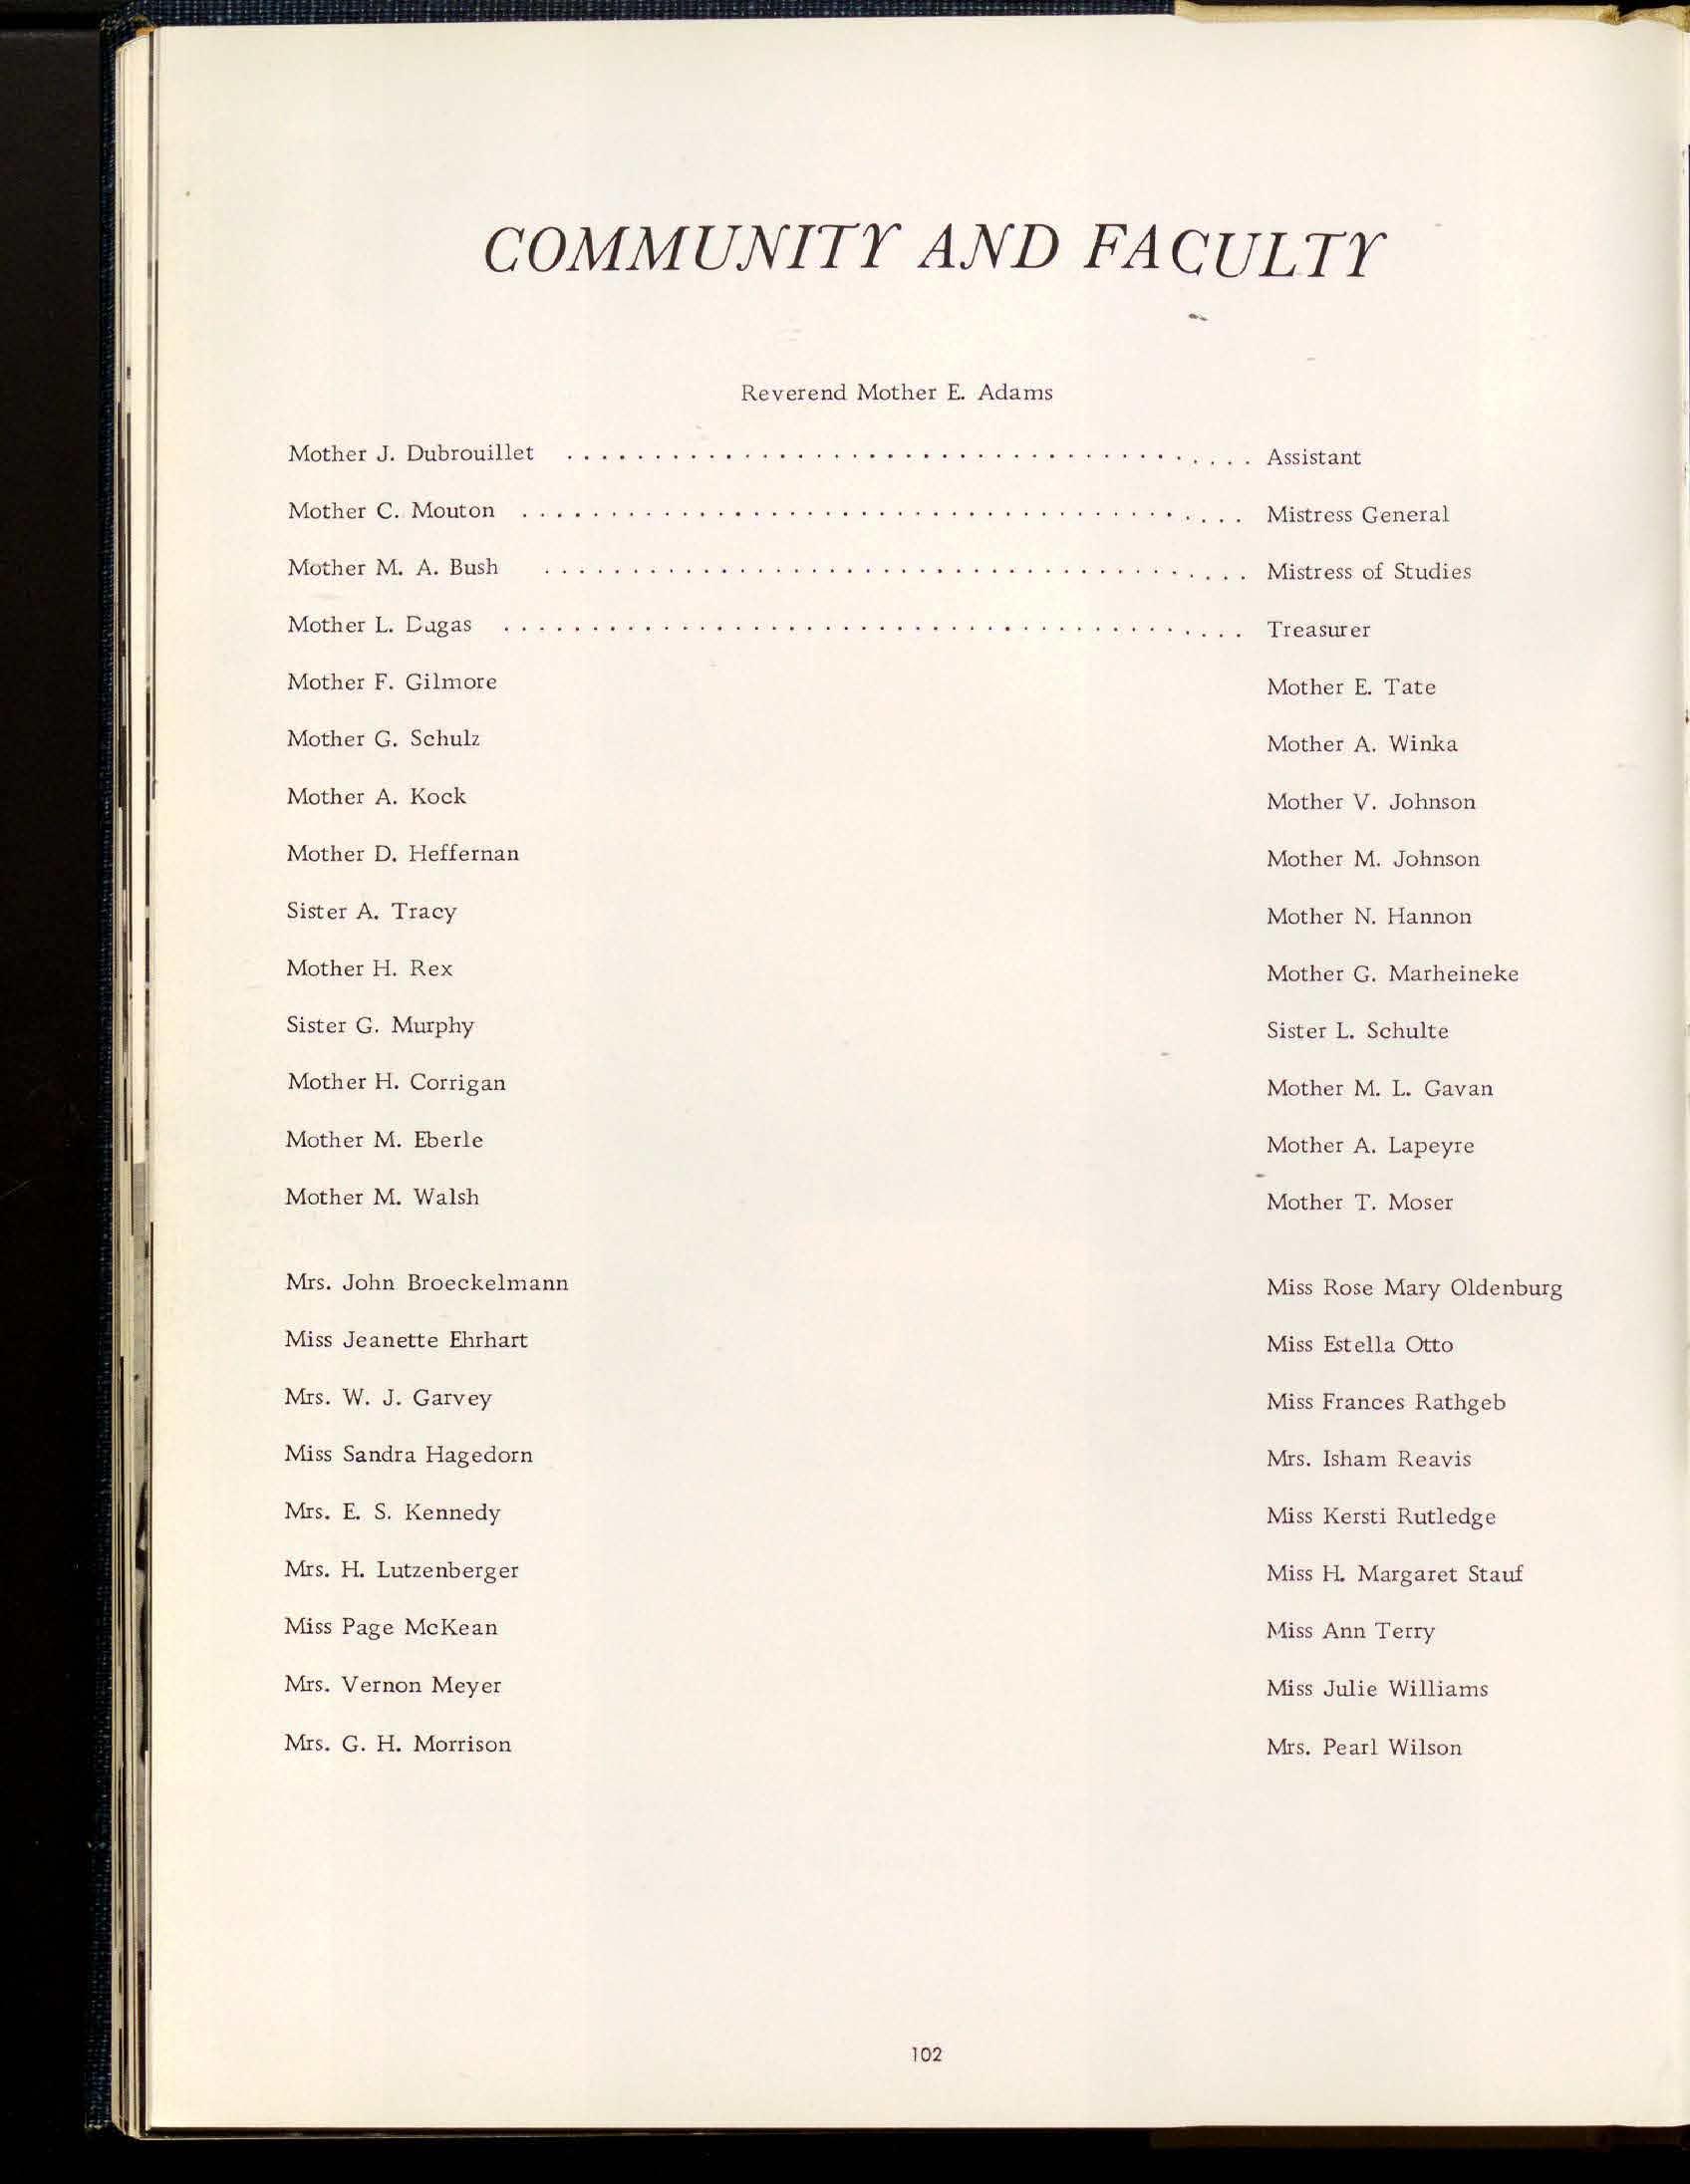 COMMUNITY AND FACULTY
Reverend Mother E. Adams
Mother J. Dubrouillet . . . . . . . . . . . . . . . . . . . . . . . . . . . . . . . . . . . . . . Assistant
Mother C. Mouton . . . . . . . . . . . . . . . . . . . . . . . . . . . . . . . . . . . . . . . . Mistress General
Mother M. A. Bush . . . . . . . . . . . . . . . . . . . . . . . . . . . . . . . . . . . . . . . Mistress of Studies
Mother L. Dugas . . . . . . . . . . . . . . . . . . . . . . . . . . . . . . . . . . . . . . . . . Treasurer
Mother F. Gilmore Mother E. Tate
Mother G. Schulz Mother A. Winka
Mother A. Kock Mother V. Johnson
Mother D. Heffernan Mother M. Johnson
Sister A. Tracy Mother N. Hannon
Mother H. Rex Mother G. Marheineke
Sister G. Murphy Sister L. Schulte
Mother H. Corrigan Mother M. L. Gavan
Mother M. Eberle Mother A. Lapeyre
Mother M. Walsh Mother T. Moser
Mrs. John Broeckelmann Miss Rose Mary Oldenburg
Miss Jeanette Ehrhart Miss Estella Otto
Mrs. W. J. Garvey Miss Frances Rathgeb
Miss Sandra Hagedorn Mrs. Isham Reavis
Mrs. E. S. Kennedy Miss Kersti Rutledge
Mrs. H. Lutzenberger Miss H. Margaret Stauf
Miss Page McKean Miss Ann Terry
Mrs. Vernon Meyer Miss Julie Williams
Mrs. G. H. Morrison Mrs. Pearl Wilson
102